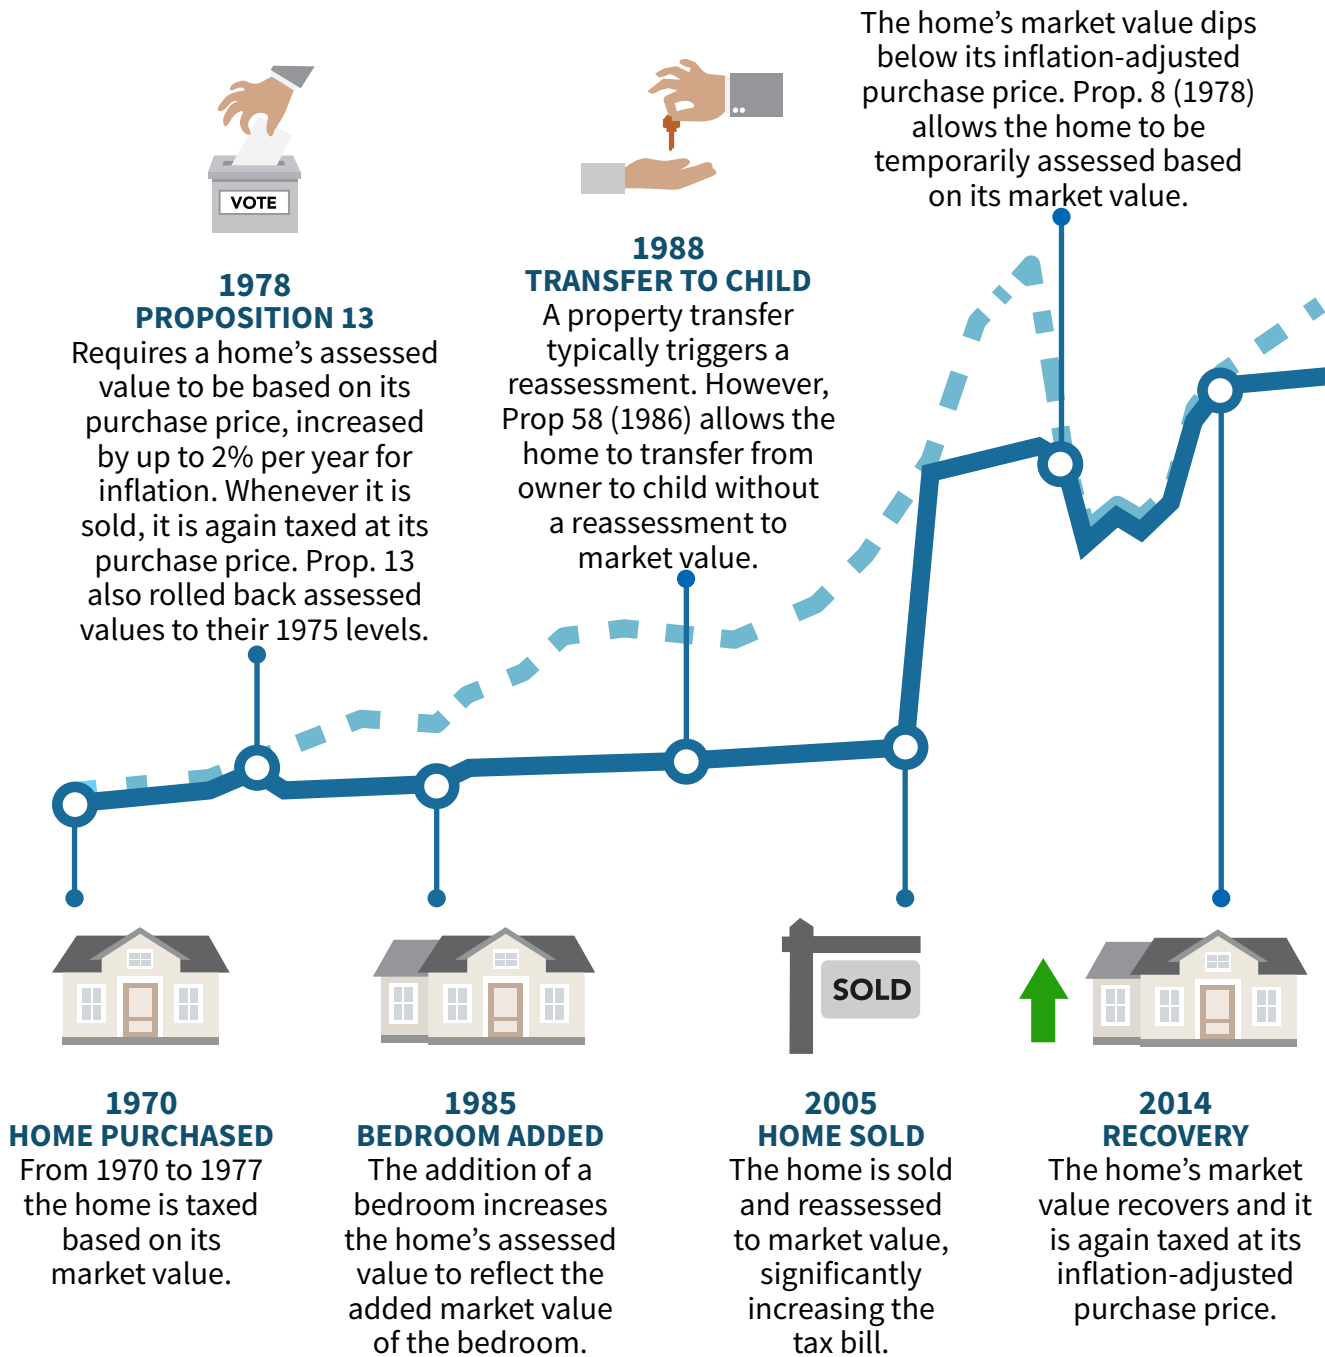 VOTE
1978
PROPOSITION 13
Requires a home’s assessed
value to be based on its
purchase price, increased
by up to 2% per year for
inflation. Whenever it is
sold, it is again taxed at its
purchase price. Prop. 13
also rolled back assessed
values to their 1975 levels.
1988
TRANSFER TO CHILD
A property transfer
typically triggers a
reassessment. However,
Prop 58 (1986) allows the
home to transfer from
owner to child without
a reassessment to
market value.
The home’s market value dips
below its inflation-adjusted
purchase price. Prop. 8 (1978)
allows the home to be
temporarily assessed based
on its market value.
1970
HOME PURCHASED
From 1970 to 1977
the home is taxed
based on its
market value.
1985
BEDROOM ADDED
The addition of a
bedroom increases
the home’s assessed
value to reflect the
added market value
of the bedroom.
SOLD
2005
HOME SOLD
The home is sold
and reassessed
to market value,
significantly
increasing the
tax bill.
2014
RECOVERY
The home’s market
value recovers and it
is again taxed at its
inflation-adjusted
purchase price.